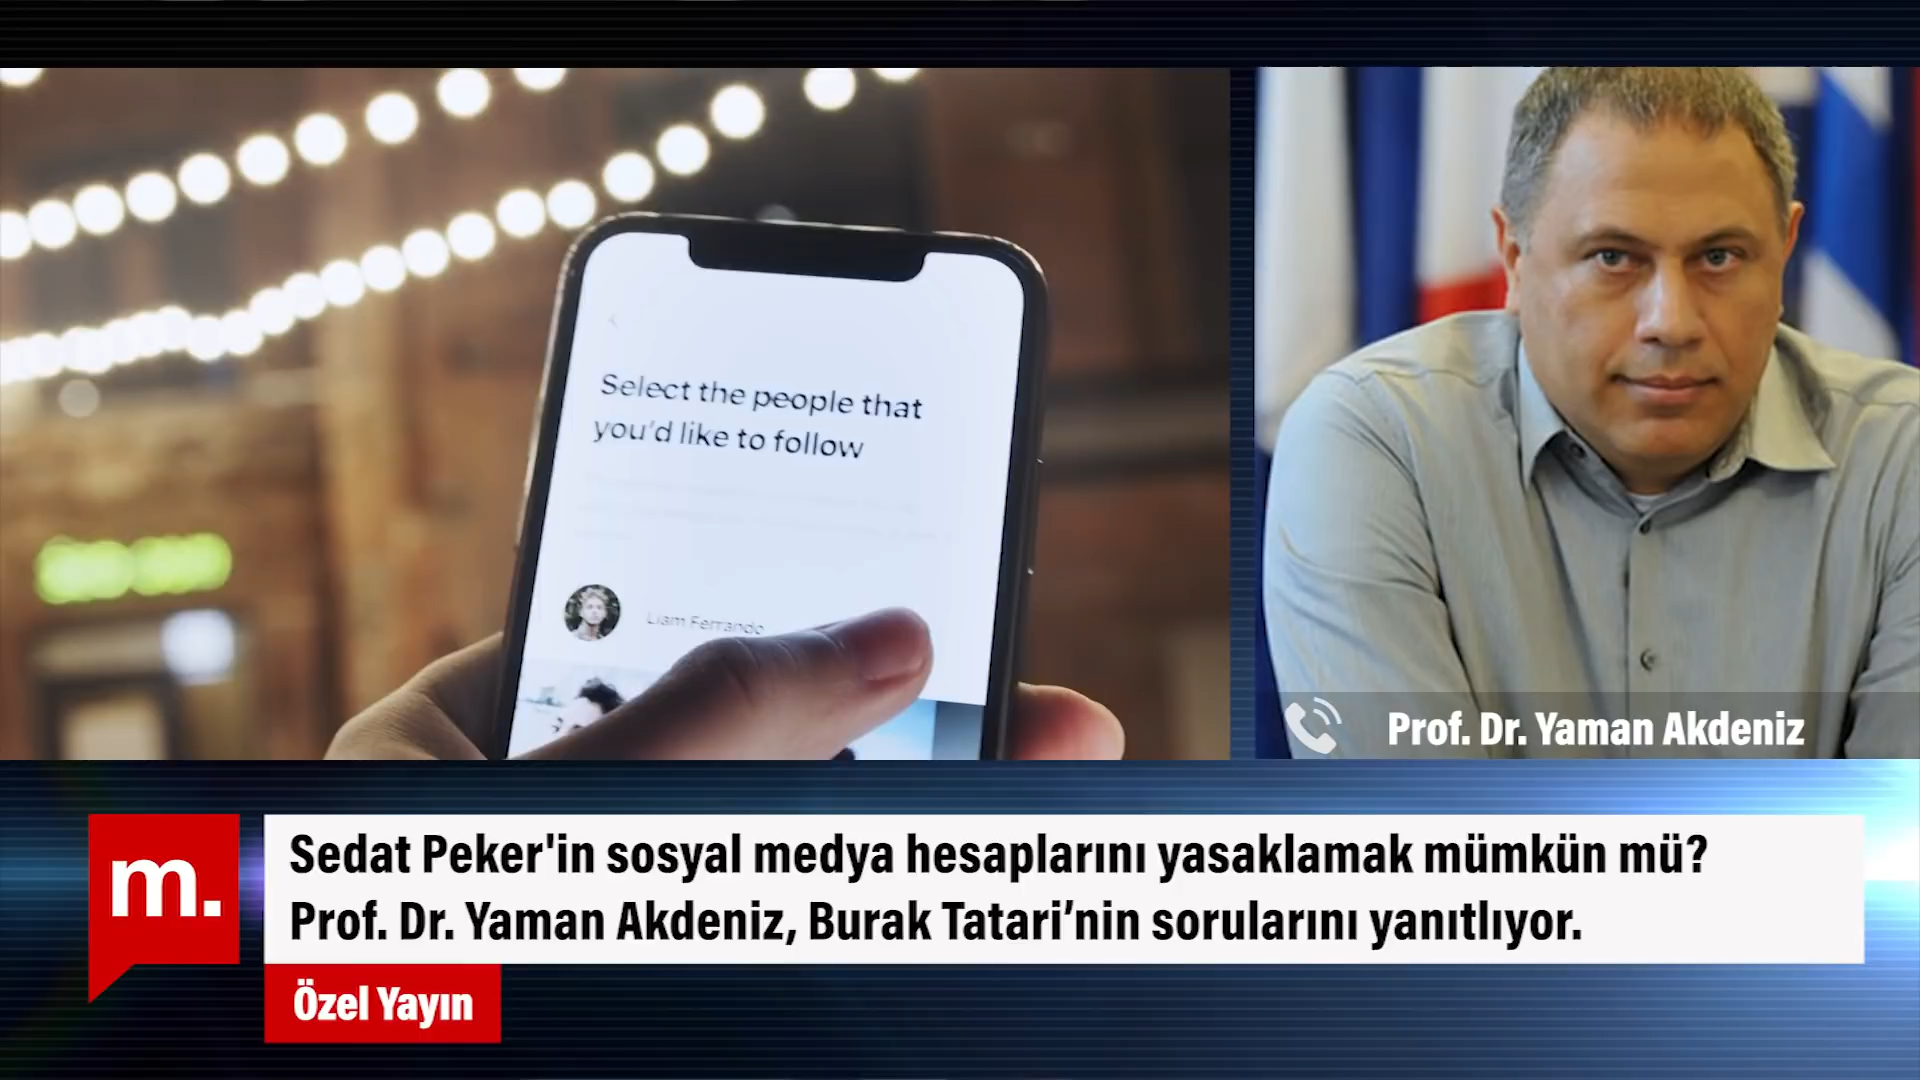 Select the people that
you'd like to follow
Liam Ferrando
Prof. Dr. Yaman Akdeniz
m.
Sedat Peker'in sosyal medya hesaplarını yasaklamak mümkün mü?
Prof. Dr. Yaman Akdeniz, Burak Tatari’nin sorularını yanıtlıyor.
Özel Yayın